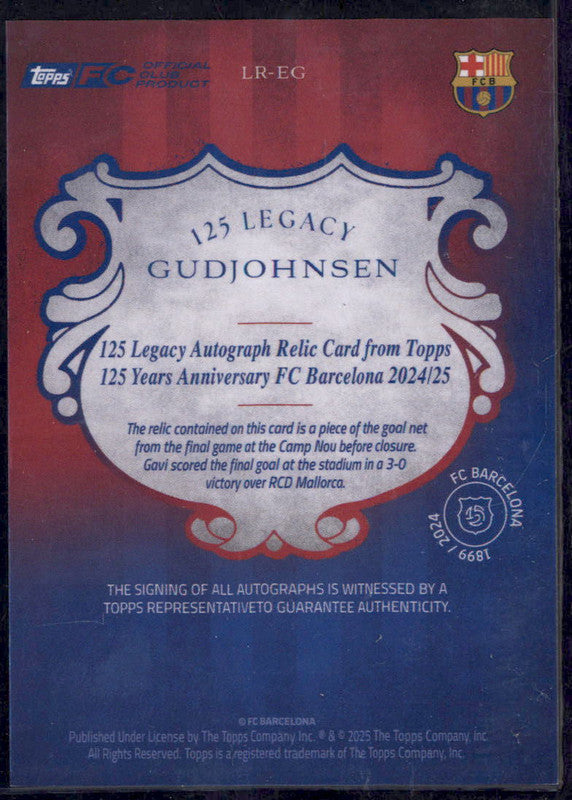 topps FC OFFICIAL CLUB PRODUCT
LR-EG
FCB
125 LEGACY
GUDJOHNSEN
125 Legacy Autograph Relic Card from Topps
125 Years Anniversary FC Barcelona 2024/25
The relic contained on this card is a piece of the goal net
from the final game at the Camp Nou before closure.
Gavi scored the final goal at the stadium in a 3-0
victory over RCD Mallorca.
FC BARCELONA
125
1899 / 2024
THE SIGNING OF ALL AUTOGRAPHS IS WITNESSED BY A
TOPPS REPRESENTATIVETO GUARANTEE AUTHENTICITY.
© FC BARCELONA
Published Under License by The Topps Company, Inc. ® & © 2025 The Topps Company, Inc.
All Rights Reserved. Topps is a registered trademark of The Topps Company, Inc.